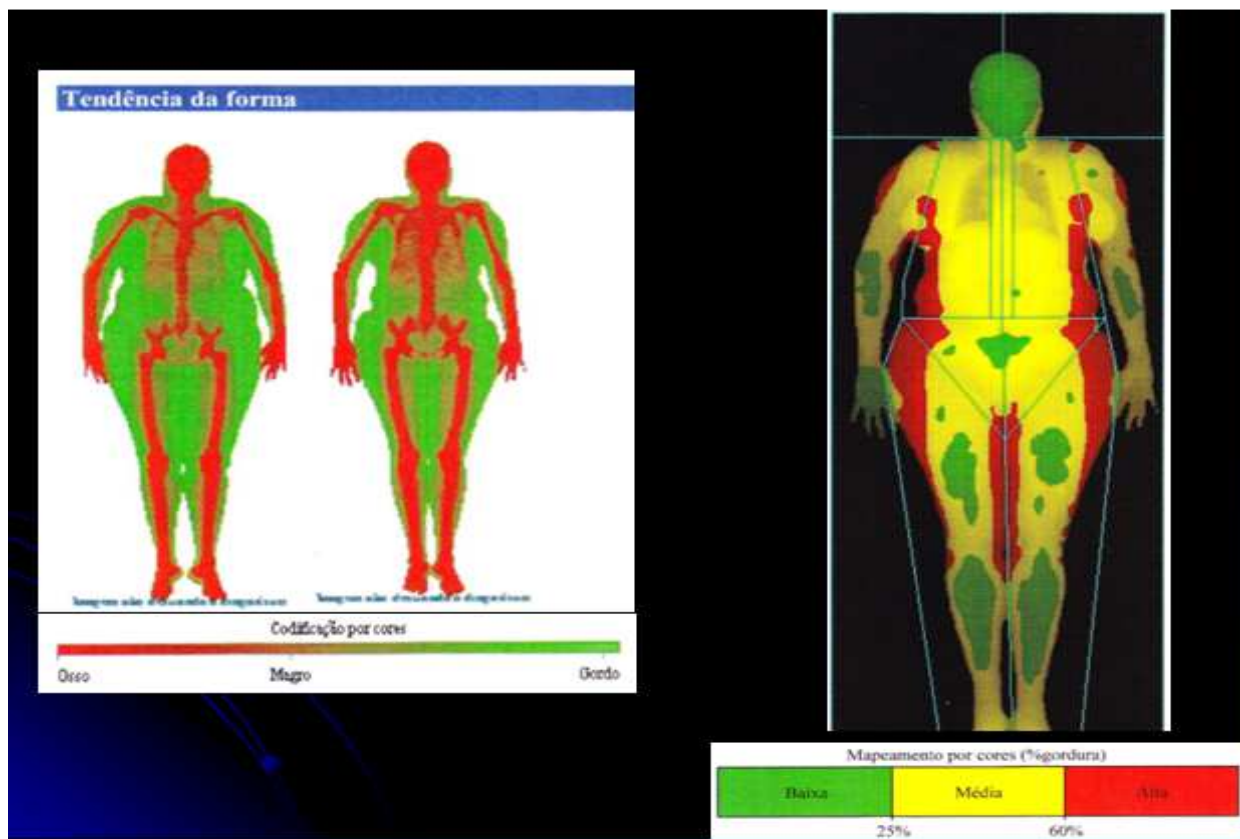 Tendência da forma
Codificação por cores
Osso Magro Gordo
Mapeamento por cores (%gordura)
Baixa Média Alta
25% 60%